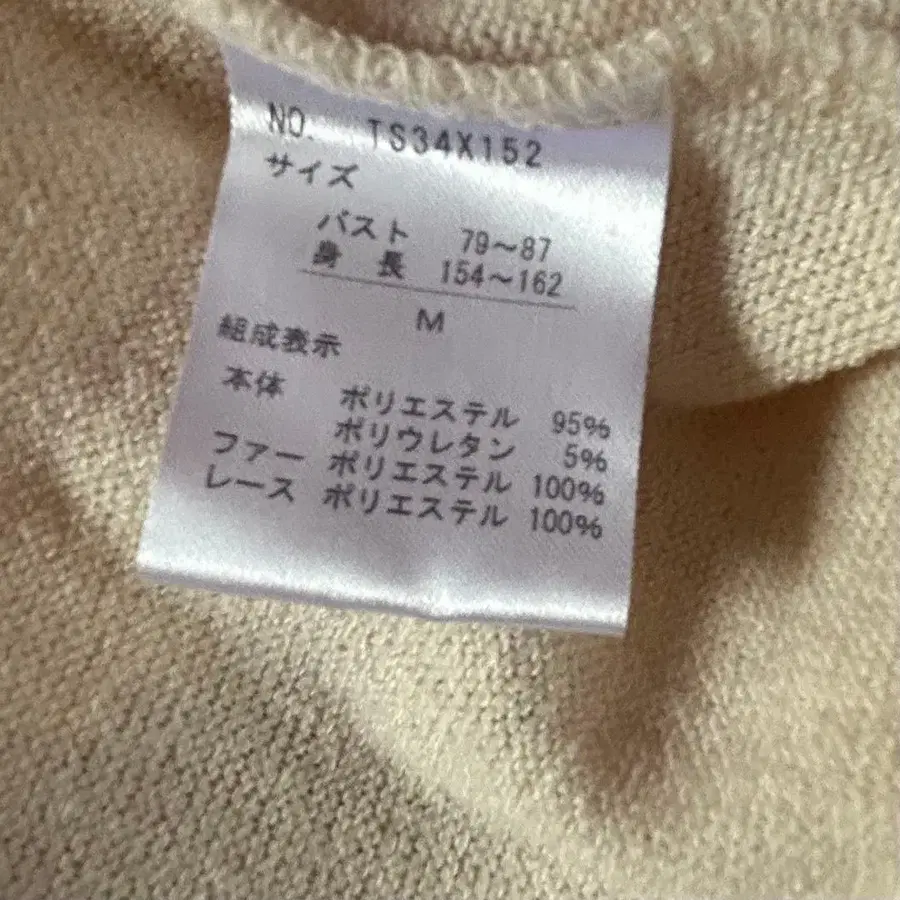 NO. TS34X152
サイズ
バスト 79～87
身長 154～162
M
組成表示
本体 ポリエステル 95%
ポリウレタン 5%
ファー ポリエステル 100%
レース ポリエステル 100%